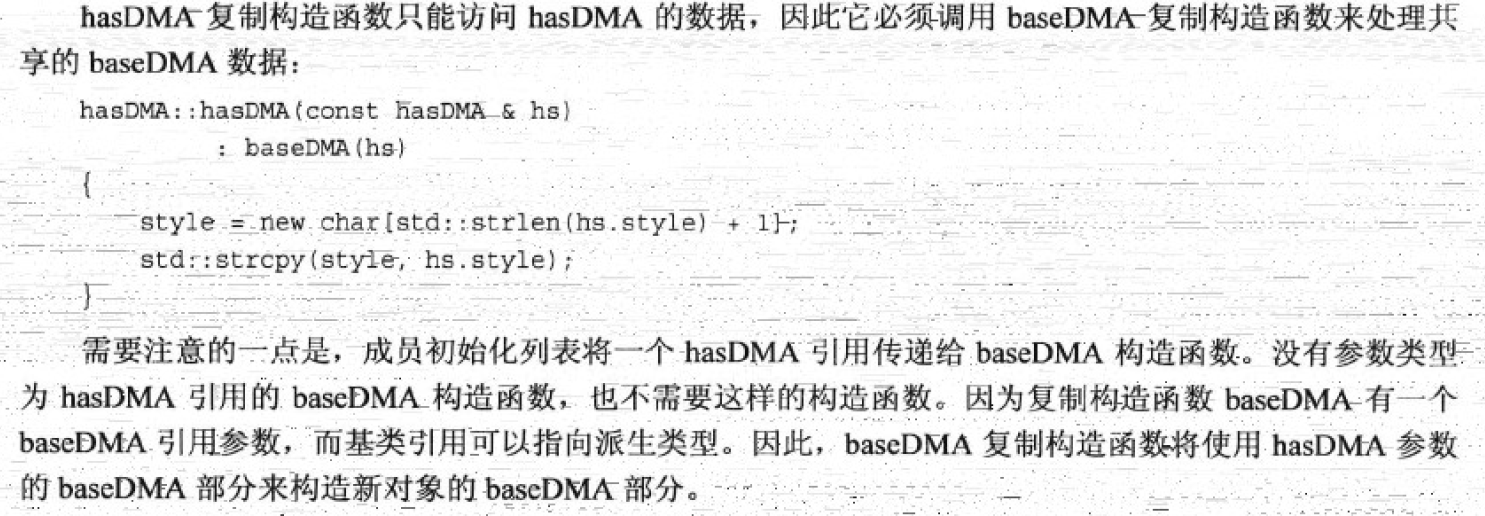 hasDMA 复制构造函数只能访问 hasDMA 的数据，因此它必须调用 baseDMA 复制构造函数来处理共
享的 baseDMA 数据：
hasDMA::hasDMA(const hasDMA & hs)
: baseDMA(hs)
{
style = new char[std::strlen(hs.style) + 1];
std::strcpy(style, hs.style);
}
需要注意的一点是，成员初始化列表将一个 hasDMA 引用传递给 baseDMA 构造函数。没有参数类型
为 hasDMA 引用的 baseDMA 构造函数，也不需要这样的构造函数。因为复制构造函数 baseDMA 有一个
baseDMA 引用参数，而基类引用可以指向派生类型。因此，baseDMA 复制构造函数将使用 hasDMA 参数
的 baseDMA 部分来构造新对象的 baseDMA 部分。